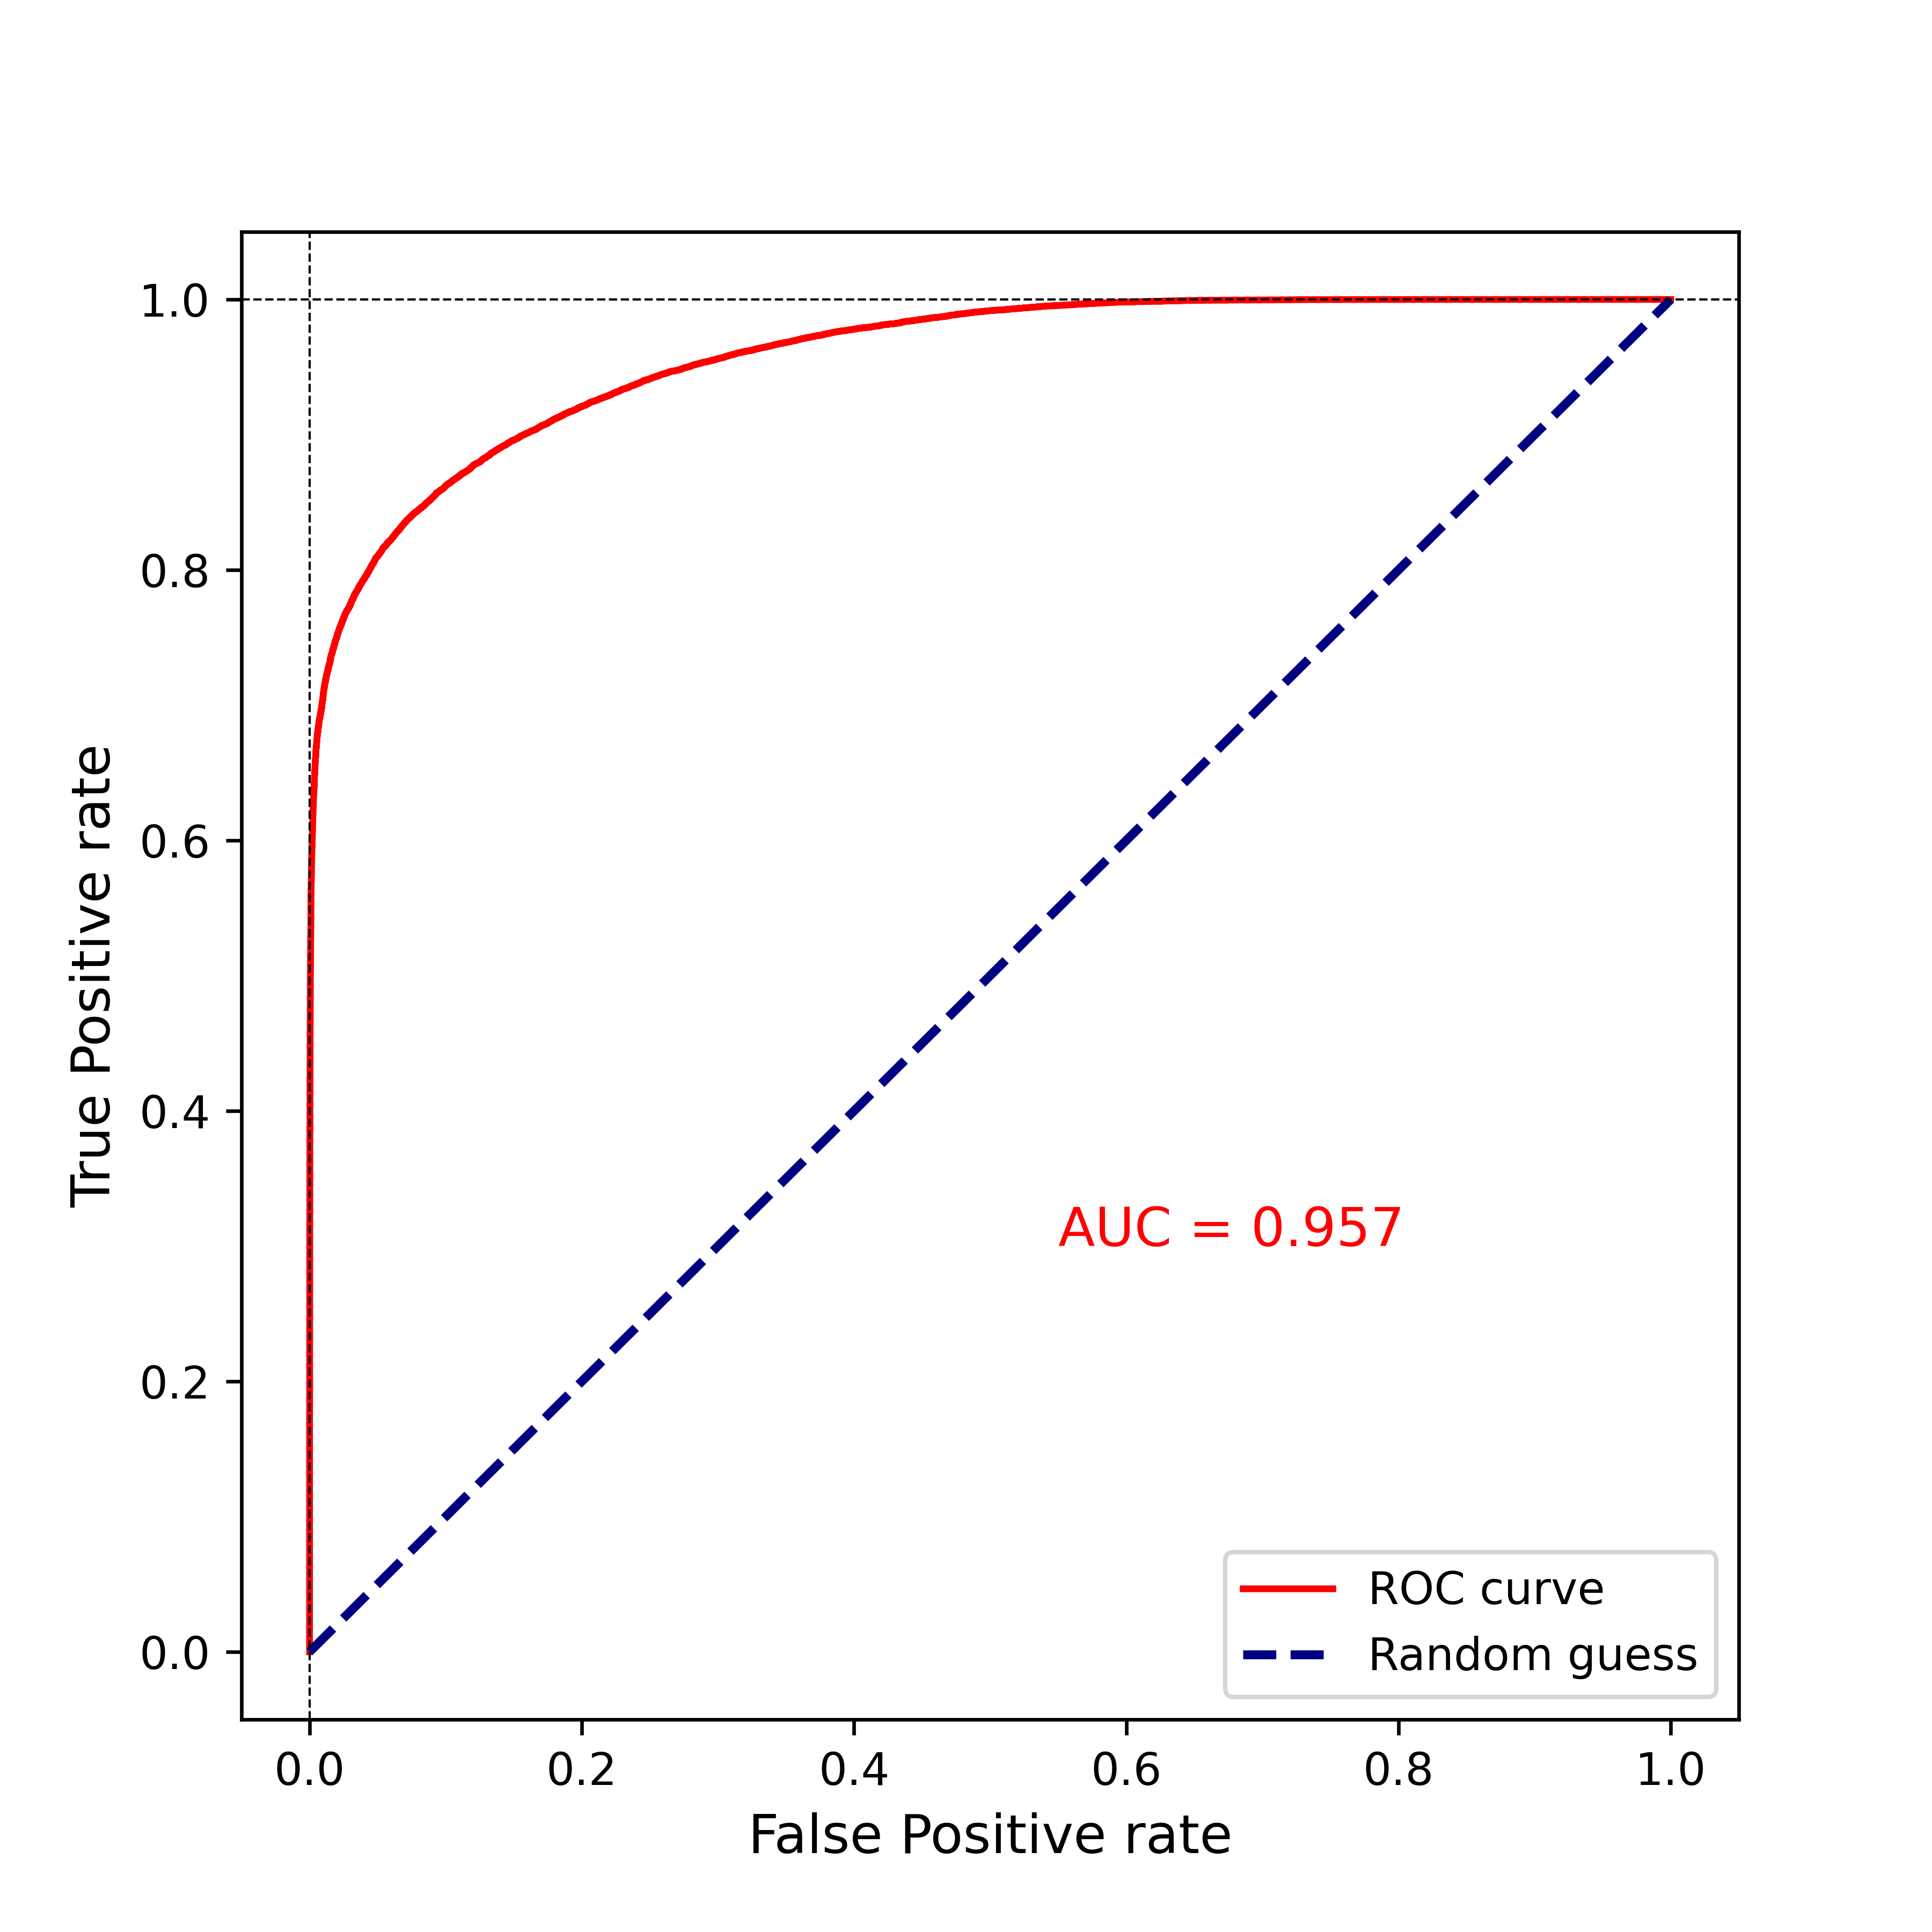 1.0
0.8
0.6
0.4
0.2
0.0
True Positive rate
AUC = 0.957
ROC curve
Random guess
0.0 0.2 0.4 0.6 0.8 1.0
False Positive rate